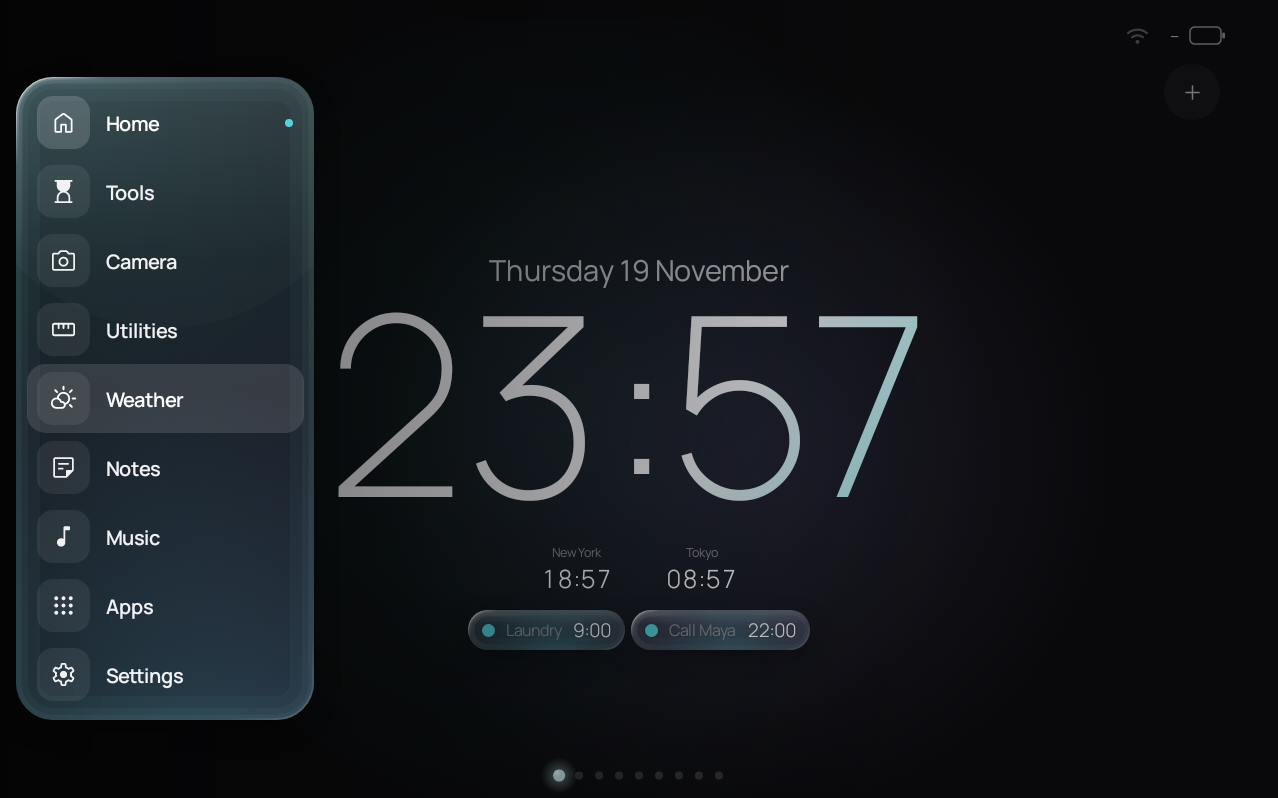 Home
Tools
Camera
Utilities
Weather
Notes
Music
Apps
Settings
–
+
Thursday 19 November
23:57
New York Tokyo
18:57 08:57
Laundry 9:00 Call Maya 22:00